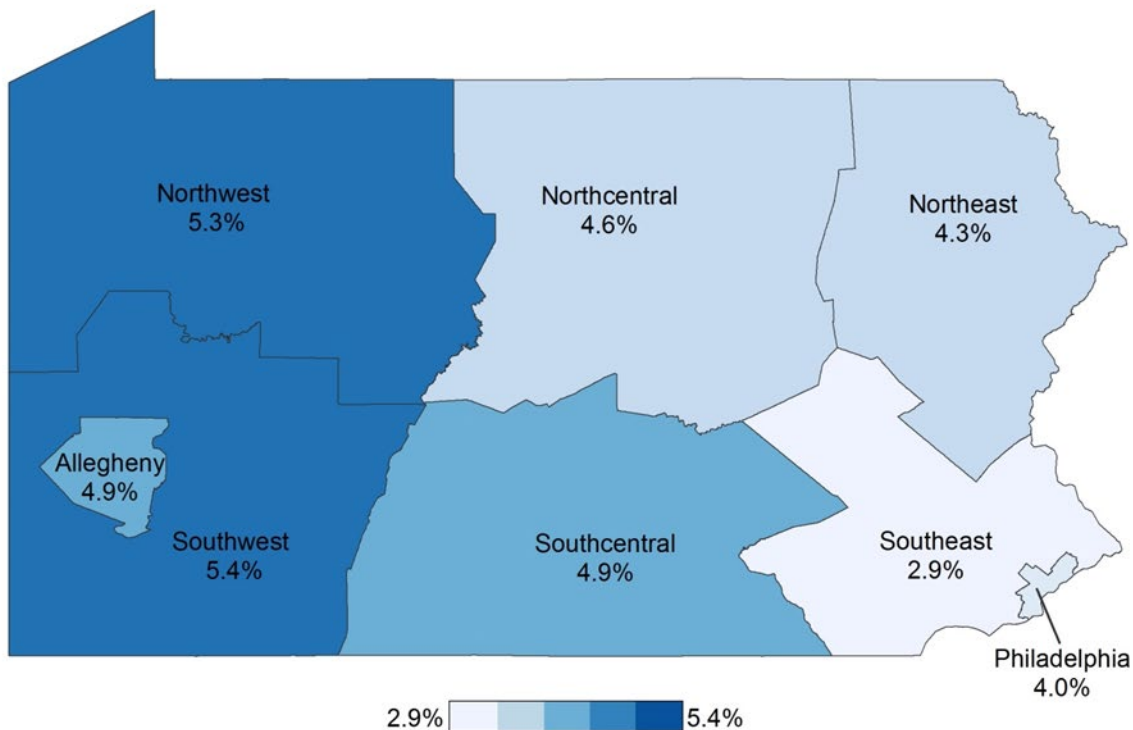 Northwest
5.3%
Northcentral
4.6%
Northeast
4.3%
Allegheny
4.9%
Southwest
5.4%
Southcentral
4.9%
Southeast
2.9%
Philadelphia
4.0%
2.9%
5.4%